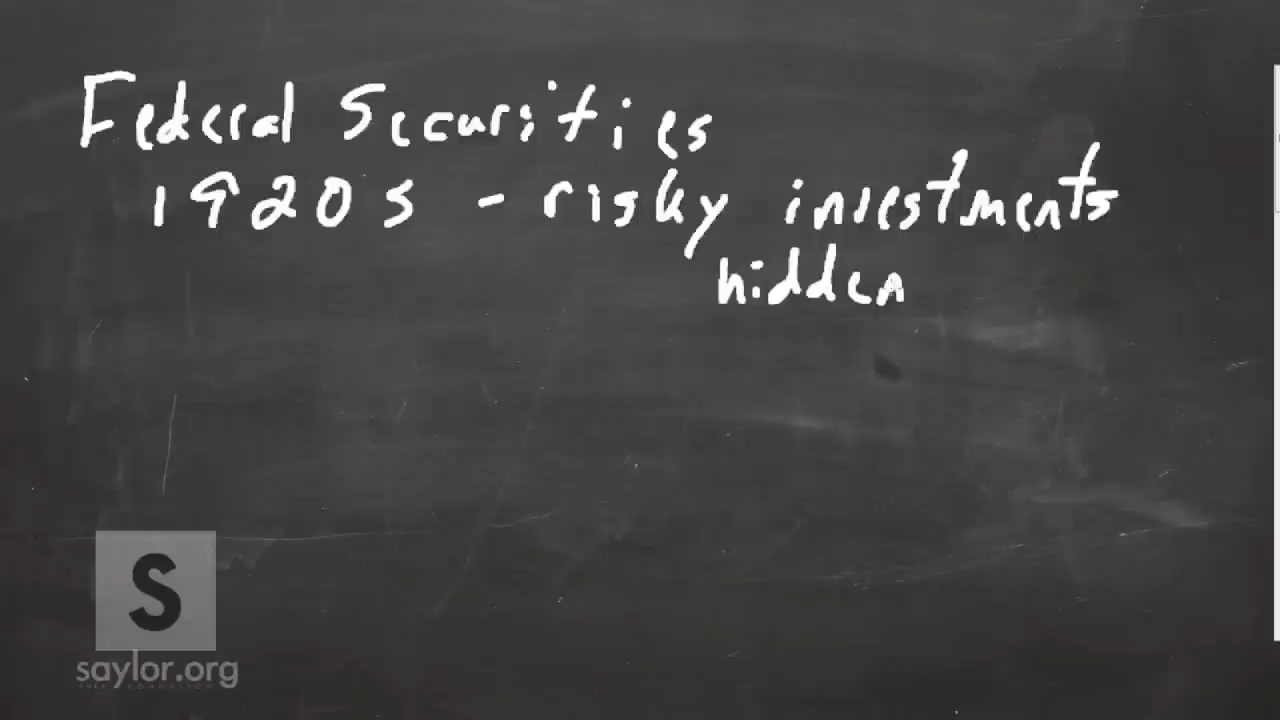 Federal Securities
1920s - risky investments
hidden
S
saylor.org